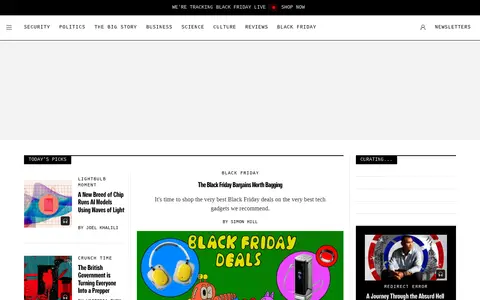 WE'RE TRACKING BLACK FRIDAY LIVE SHOP NOW
SECURITY POLITICS THE BIG STORY BUSINESS SCIENCE CULTURE REVIEWS BLACK FRIDAY NEWSLETTERS
TODAY'S PICKS
LIGHTBULB MOMENT
A New Breed of Chip
Runs AI Models
Using Waves of Light
BY JOEL KHALILI
CRUNCH TIME
The British
Government is
Turning Everyone
Into a Prepper
BLACK FRIDAY
The Black Friday Bargains Worth Bagging
It's time to shop the very best Black Friday deals on the very best tech
gadgets we recommend.
BY SIMON HILL
BLACK FRIDAY
DEALS
CURATING...
REDIRECT ERROR
A Journey Through the Absurd Hell